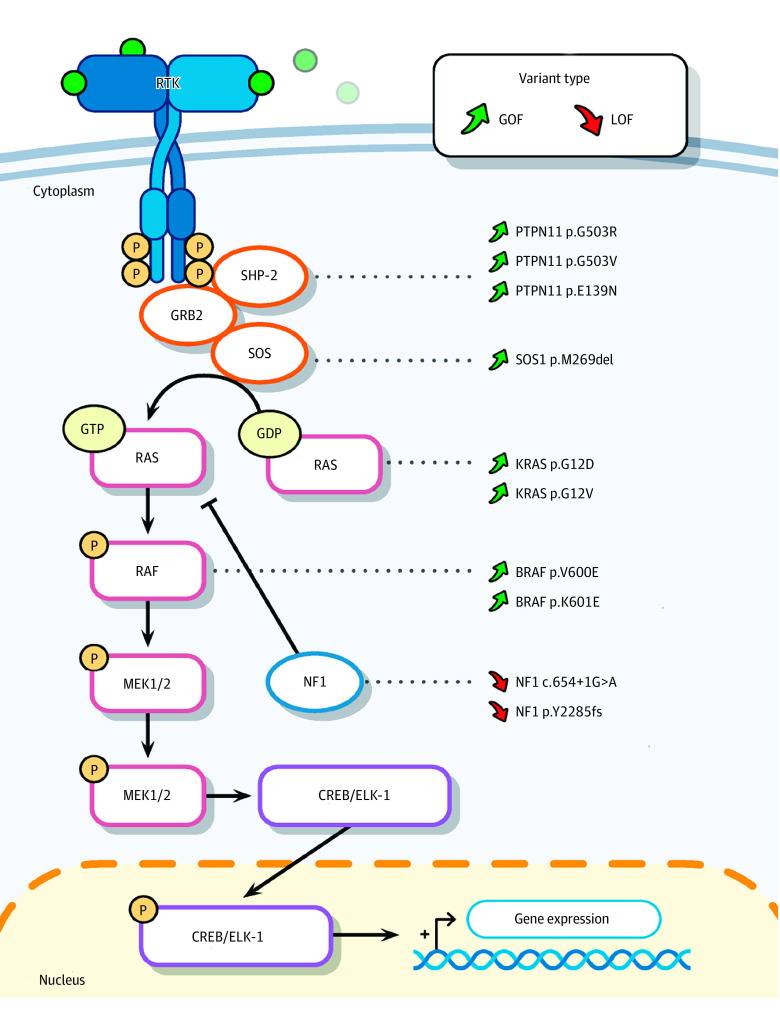 RTK
Variant type
GOF
LOF
Cytoplasm
P
P
P
P
SHP-2
GRB2
SOS
PTPN11 p.G503R
PTPN11 p.G503V
PTPN11 p.E139N
SOS1 p.M269del
GTP
RAS
GDP
RAS
KRAS p.G12D
KRAS p.G12V
P
RAF
BRAF p.V600E
BRAF p.K601E
P
MEK1/2
NF1
NF1 c.654+1G>A
NF1 p.Y2285fs
P
MEK1/2
CREB/ELK-1
P
CREB/ELK-1
+
Gene expression
Nucleus